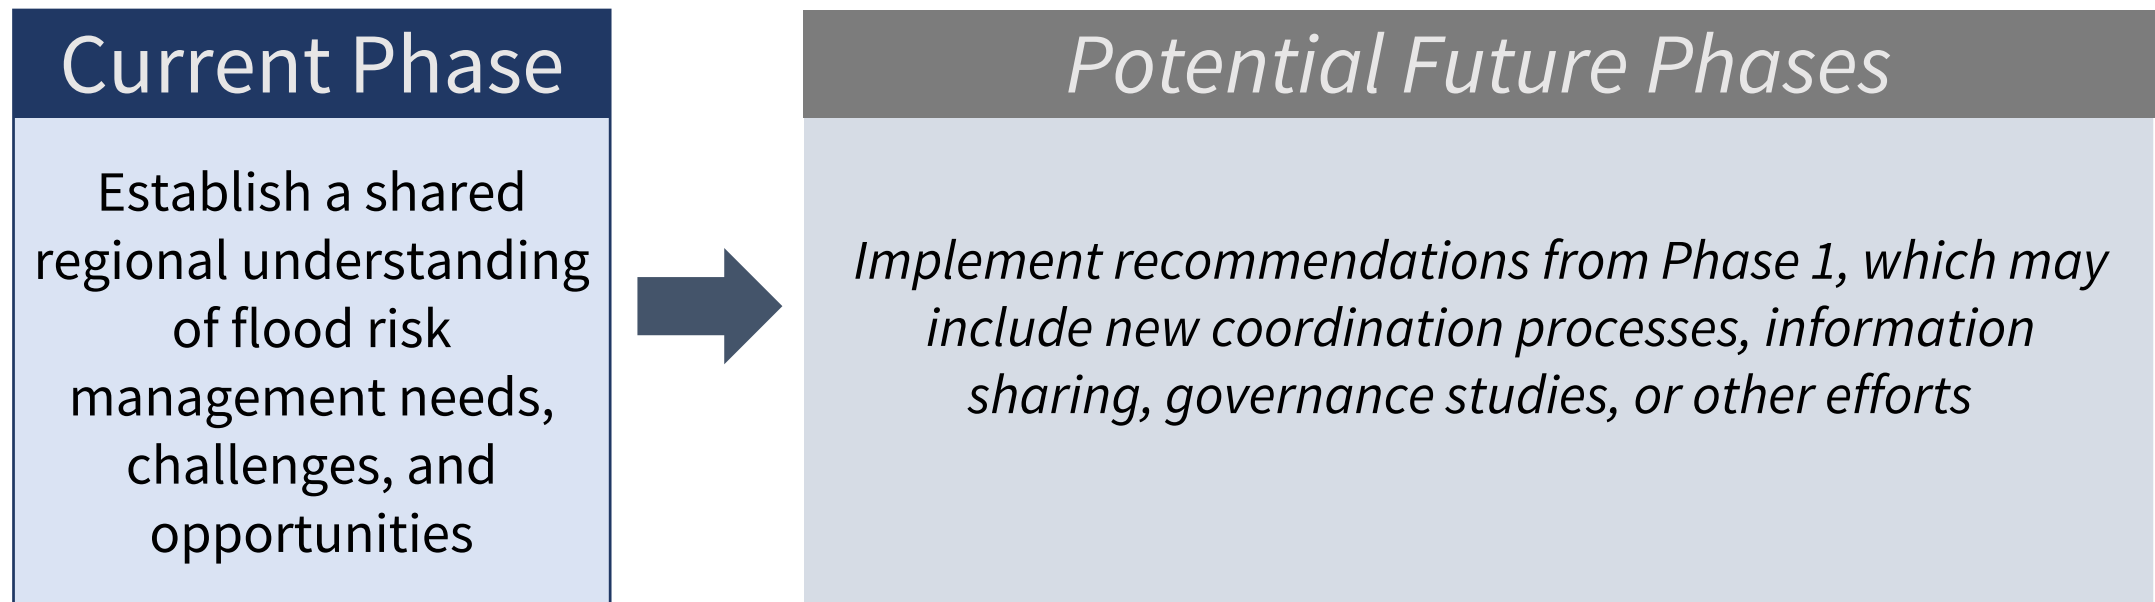 Current Phase
Establish a shared
regional understanding
of flood risk
management needs,
challenges, and
opportunities
Potential Future Phases
Implement recommendations from Phase 1, which may
include new coordination processes, information
sharing, governance studies, or other efforts